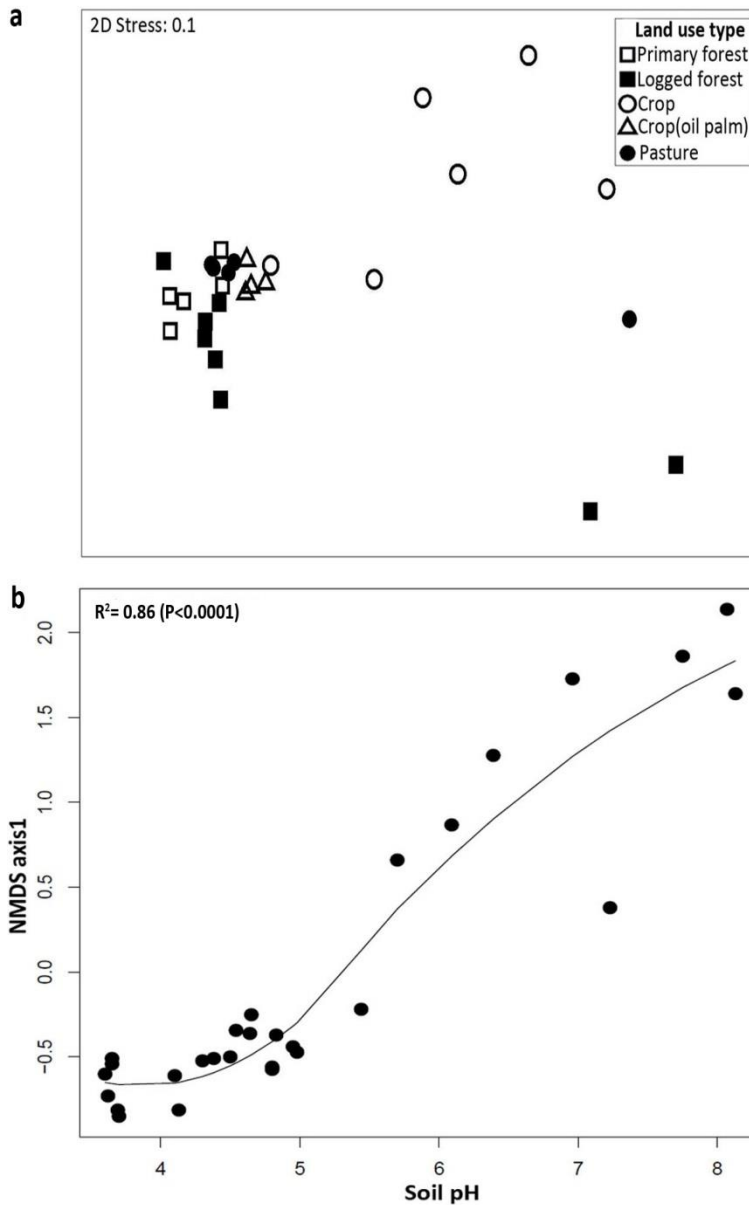 a
2D Stress: 0.1
Land use type
Primary forest
Logged forest
Crop
Crop(oil palm)
Pasture
b
R²= 0.86 (P<0.0001)
NMDS axis1
2.0
1.5
1.0
0.5
0.0
−0.5
4 5 6 7 8
Soil pH